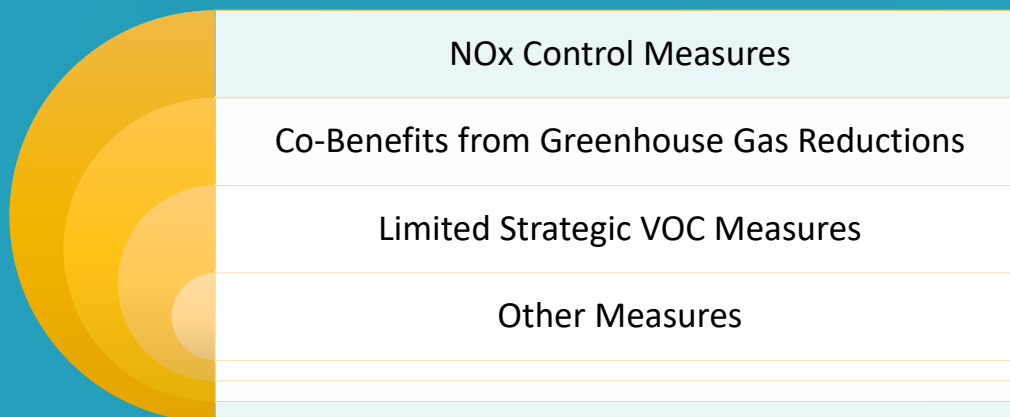 NOx Control Measures
Co-Benefits from Greenhouse Gas Reductions
Limited Strategic VOC Measures
Other Measures